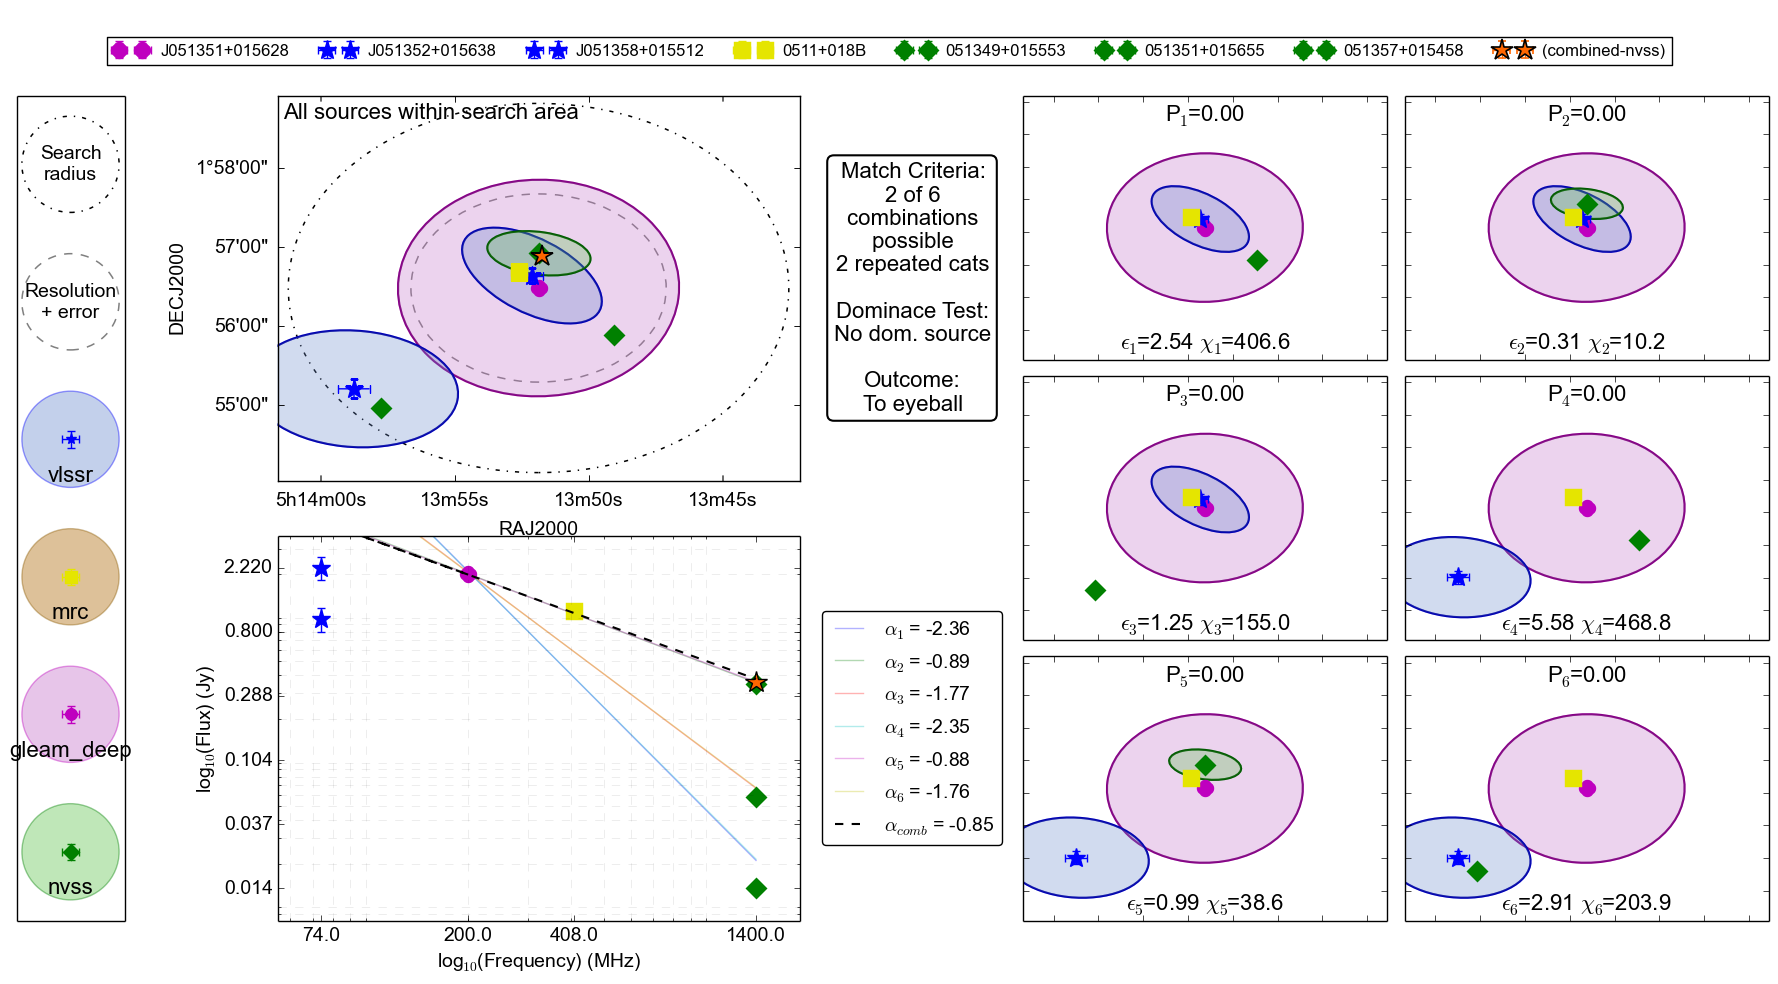 J051351+015628 J051352+015638 J051358+015512 0511+018B 051349+015553 051351+015655 051357+015458 (combined-nvss)
Search
radius
Resolution
+ error
vlssr
mrc
gleam_deep
nvss
All sources within search area
DECJ2000
1°58'00"
57'00"
56'00"
55'00"
5h14m00s 13m55s 13m50s 13m45s
RAJ2000
Match Criteria:
2 of 6
combinations
possible
2 repeated cats
Dominace Test:
No dom. source
Outcome:
To eyeball
log10(Flux) (Jy)
2.220
0.800
0.288
0.104
0.037
0.014
74.0 200.0 408.0 1400.0
log10(Frequency) (MHz)
α1 = -2.36
α2 = -0.89
α3 = -1.77
α4 = -2.35
α5 = -0.88
α6 = -1.76
αcomb = -0.85
P1=0.00
ϵ1=2.54 χ1=406.6
P2=0.00
ϵ2=0.31 χ2=10.2
P3=0.00
ϵ3=1.25 χ3=155.0
P4=0.00
ϵ4=5.58 χ4=468.8
P5=0.00
ϵ5=0.99 χ5=38.6
P6=0.00
ϵ6=2.91 χ6=203.9